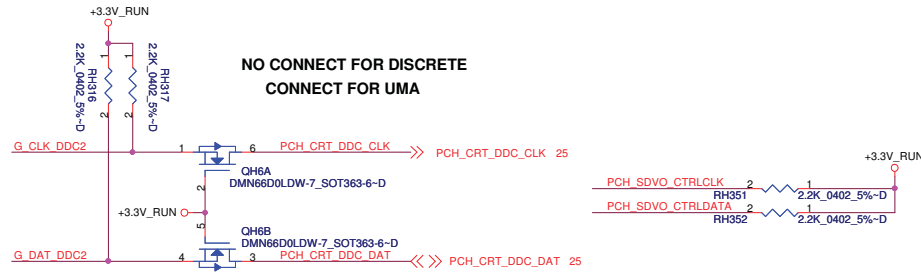 +3.3V_RUN
1
1
2.2K_0402_5%~D
RH316
RH317
2.2K_0402_5%~D
2
2
NO CONNECT FOR DISCRETE
CONNECT FOR UMA
G_CLK_DDC2
1
6
PCH_CRT_DDC_CLK
PCH_CRT_DDC_CLK 25
QH6A
DMN66D0LDW-7_SOT363-6~D
2
+3.3V_RUN
5
QH6B
DMN66D0LDW-7_SOT363-6~D
G_DAT_DDC2
4
3
PCH_CRT_DDC_DAT
PCH_CRT_DDC_DAT 25
+3.3V_RUN
PCH_SDVO_CTRLCLK
2
1
RH351
2.2K_0402_5%~D
PCH_SDVO_CTRLDATA
2
1
RH352
2.2K_0402_5%~D